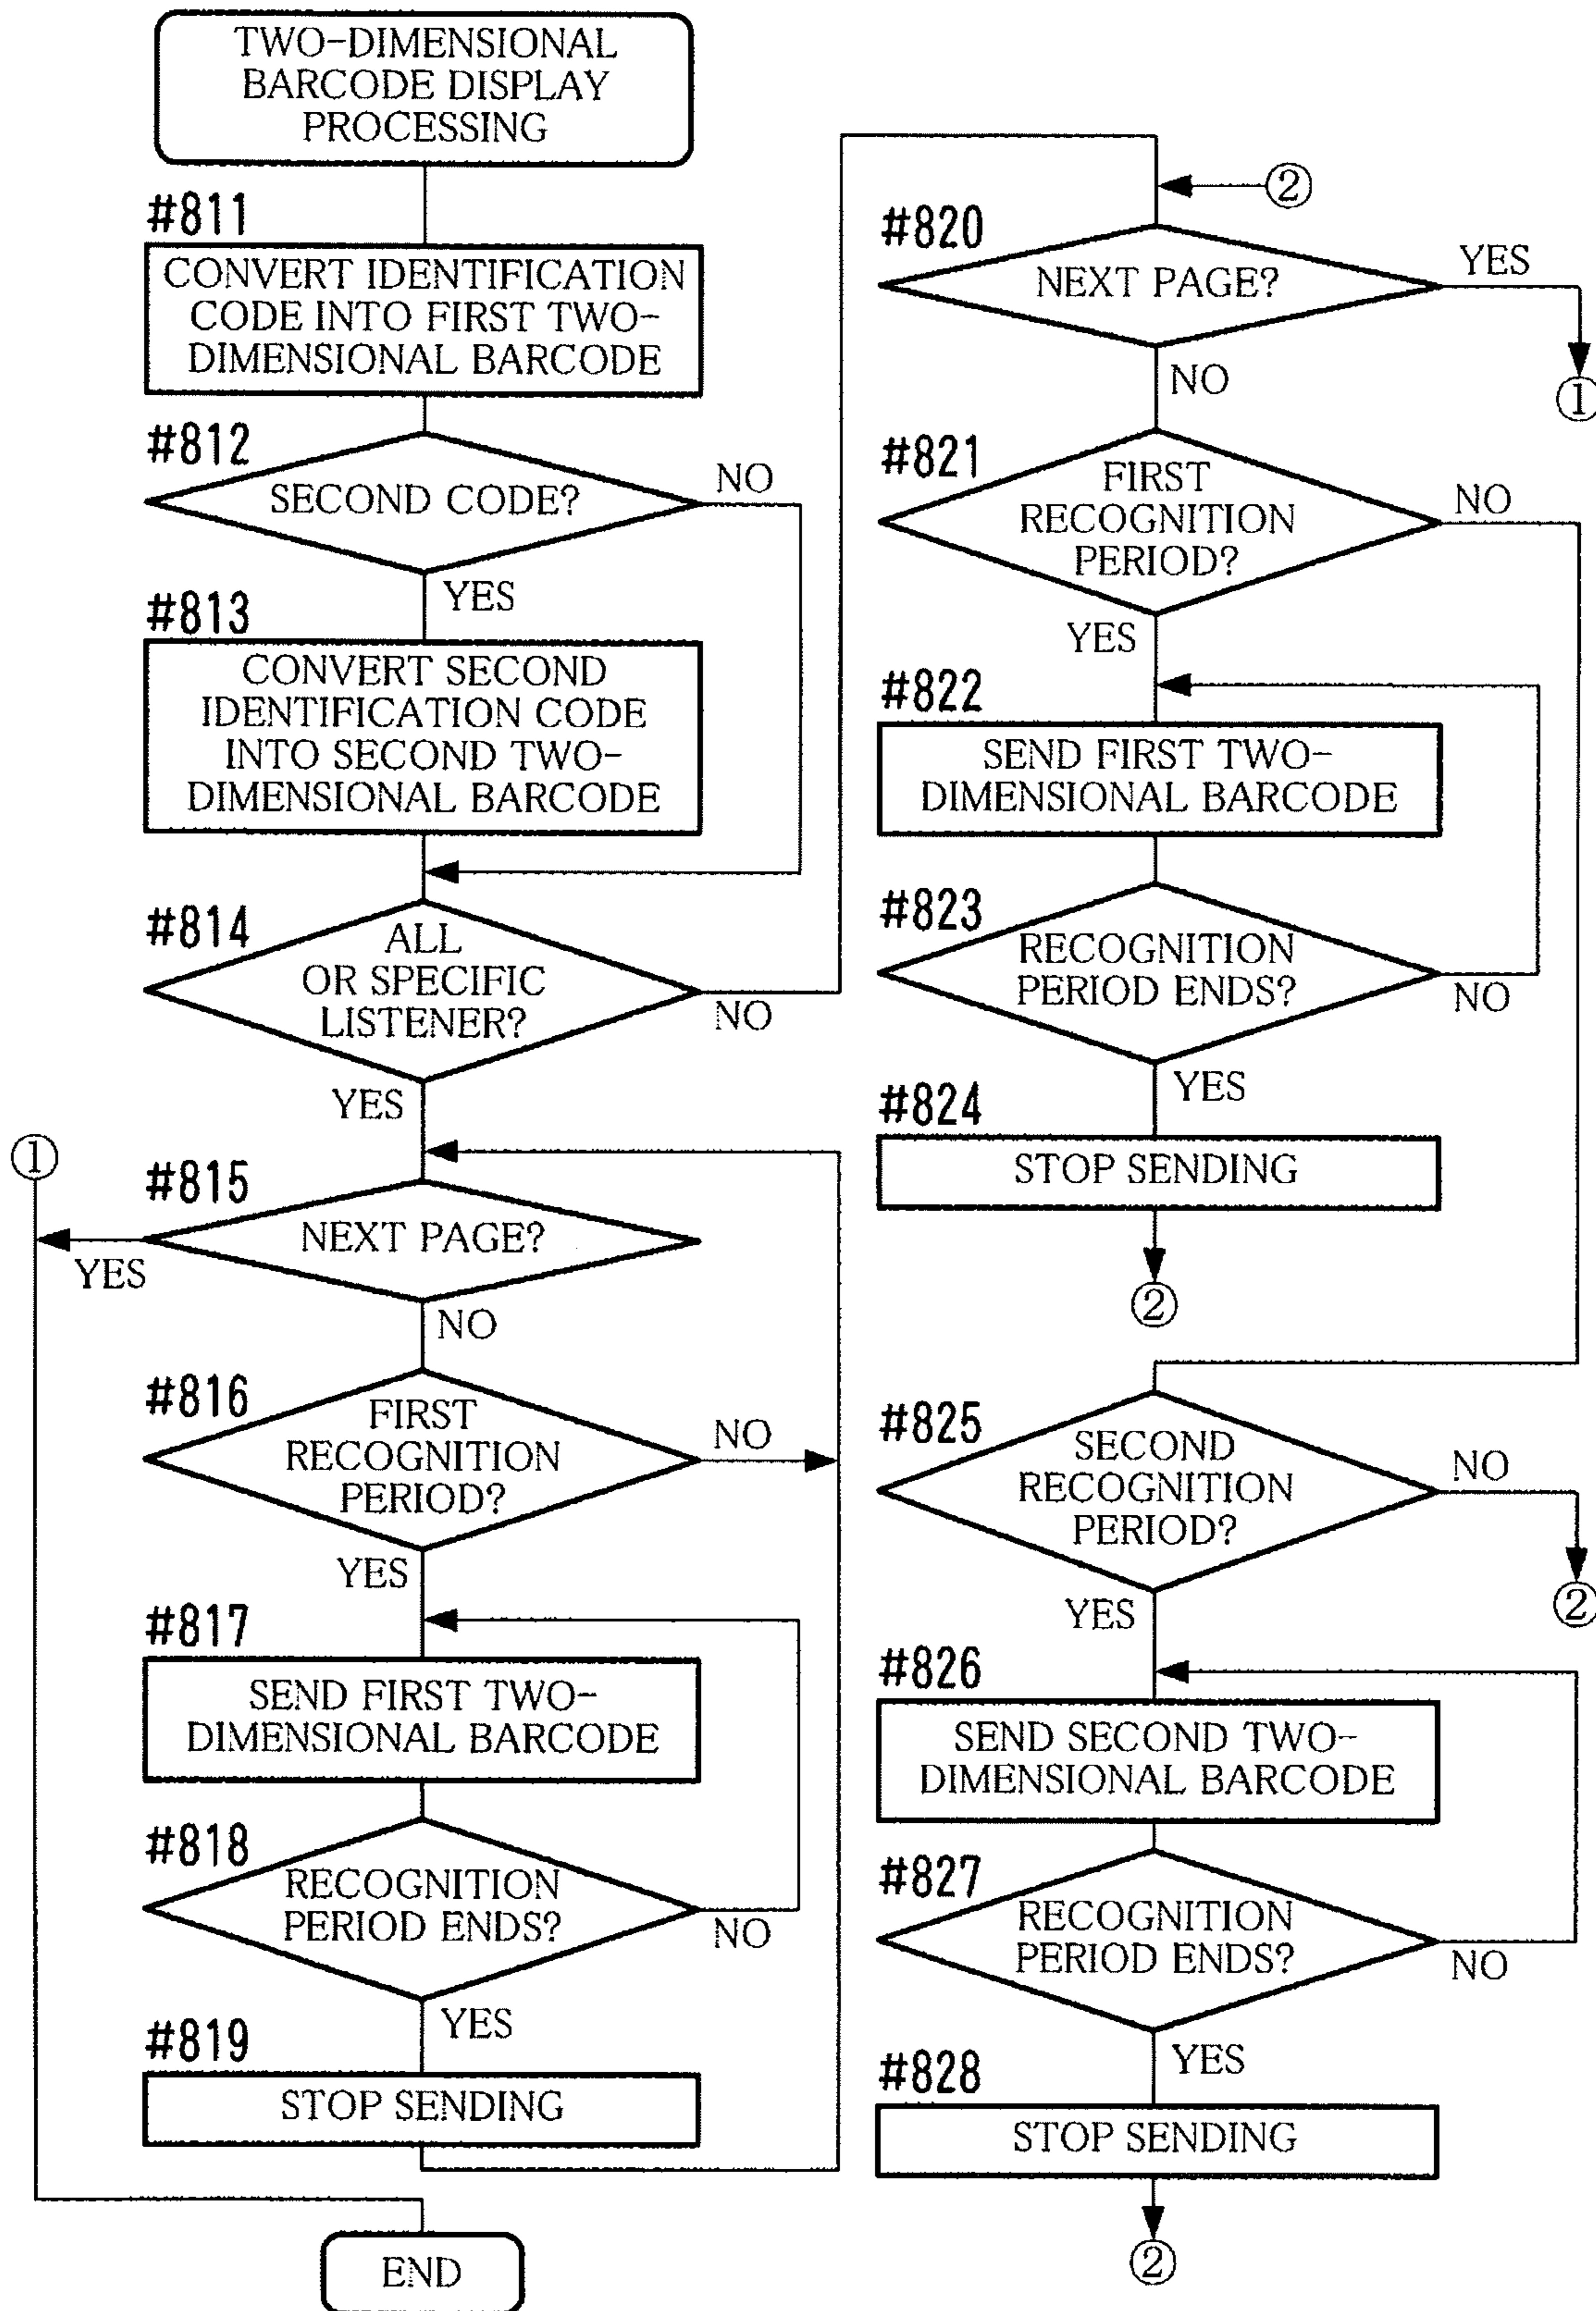 TWO-DIMENSIONAL
BARCODE DISPLAY
PROCESSING
#811
CONVERT IDENTIFICATION
CODE INTO FIRST TWO-
DIMENSIONAL BARCODE
#812
SECOND CODE?
NO
YES
#813
CONVERT SECOND
IDENTIFICATION CODE
INTO SECOND TWO-
DIMENSIONAL BARCODE
#814
ALL
OR SPECIFIC
LISTENER?
NO
YES
①
#815
NEXT PAGE?
YES
NO
#816
FIRST
RECOGNITION
PERIOD?
NO
YES
#817
SEND FIRST TWO-
DIMENSIONAL BARCODE
#818
RECOGNITION
PERIOD ENDS?
NO
YES
#819
STOP SENDING
END
②
#820
NEXT PAGE?
YES
①
NO
#821
FIRST
RECOGNITION
PERIOD?
NO
YES
#822
SEND FIRST TWO-
DIMENSIONAL BARCODE
#823
RECOGNITION
PERIOD ENDS?
NO
YES
#824
STOP SENDING
②
#825
SECOND
RECOGNITION
PERIOD?
NO
②
YES
#826
SEND SECOND TWO-
DIMENSIONAL BARCODE
#827
RECOGNITION
PERIOD ENDS?
NO
YES
#828
STOP SENDING
②